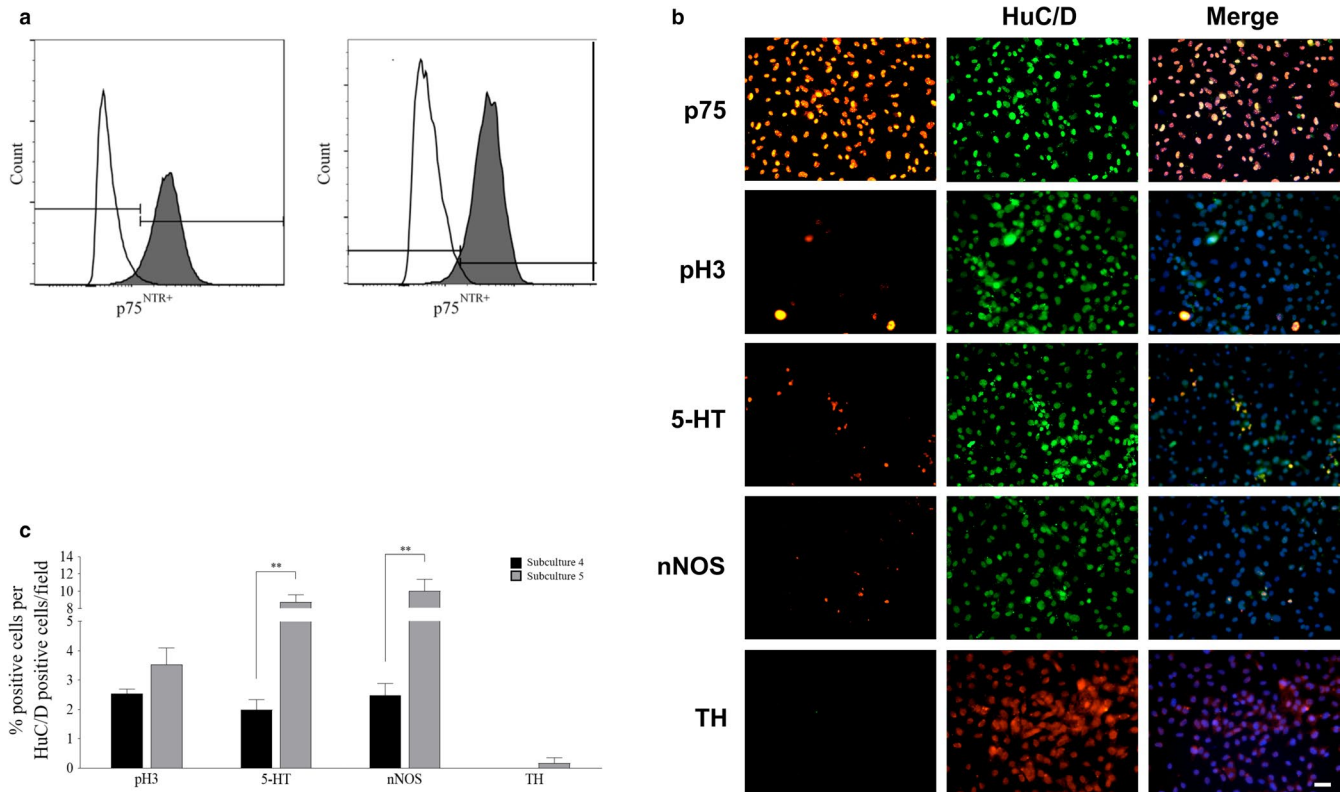 a
Count
p75NTR+
Count
p75NTR+
b
HuC/D
Merge
p75
pH3
5-HT
nNOS
TH
c
% positive cells per
HuC/D positive cells/field
14
12
10
8
5
4
3
2
1
0
**
**
Subculture 4
Subculture 5
pH3
5-HT
nNOS
TH